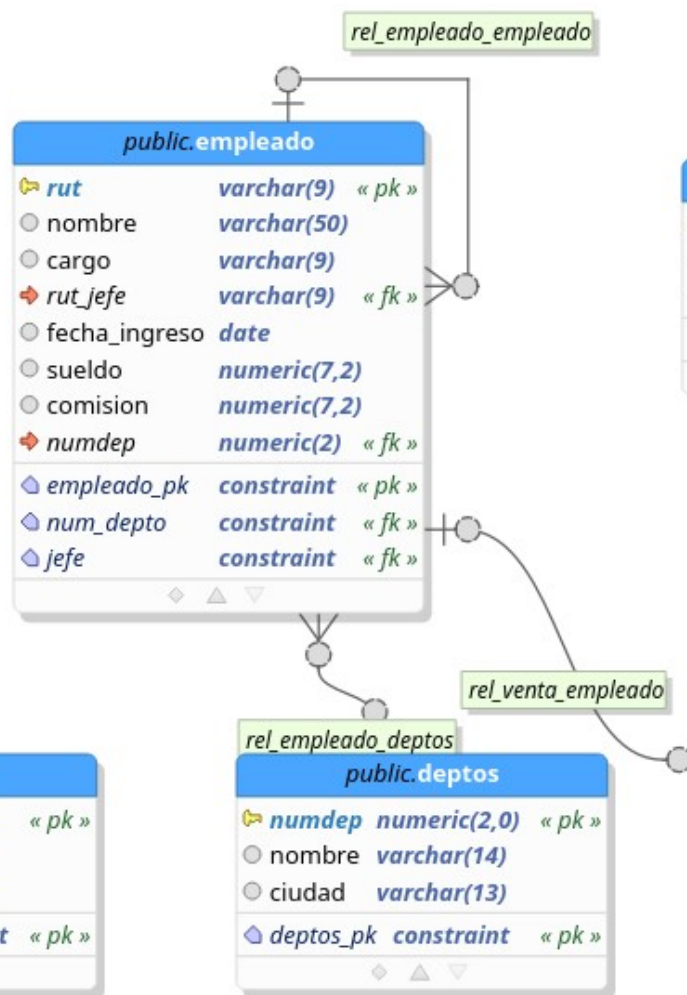 rel_empleado_empleado
public.empleado
rut varchar(9) « pk »
nombre varchar(50)
cargo varchar(9)
rut_jefe varchar(9) « fk »
fecha_ingreso date
sueldo numeric(7,2)
comision numeric(7,2)
numdep numeric(2) « fk »
empleado_pk constraint « pk »
num_depto constraint « fk »
jefe constraint « fk »
rel_venta_empleado
rel_empleado_deptos
public.deptos
numdep numeric(2,0) « pk »
nombre varchar(14)
ciudad varchar(13)
deptos_pk constraint « pk »
« pk »
t « pk »